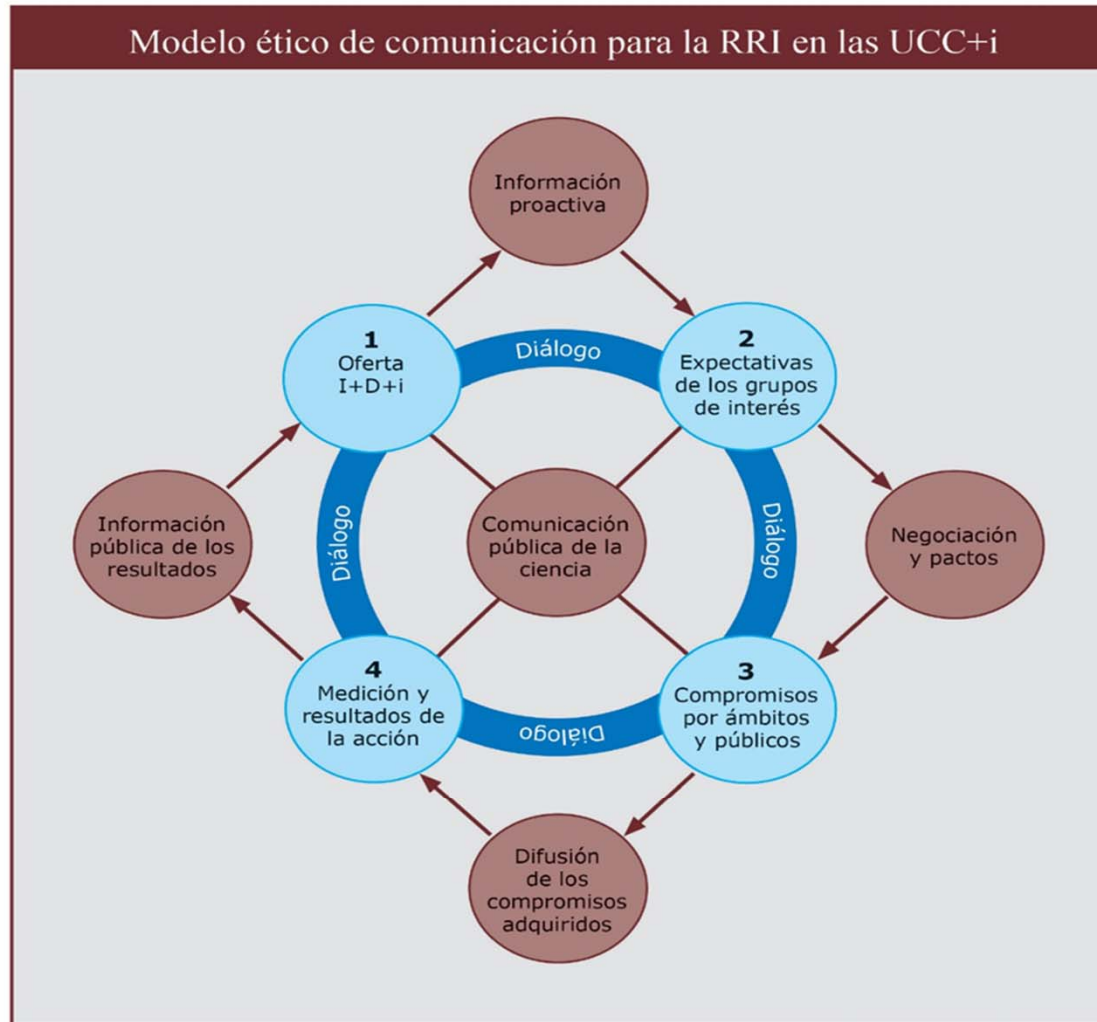 Modelo ético de comunicación para la RRI en las UCC+i
Información
proactiva
1
Oferta
I+D+i
Diálogo
2
Expectativas
de los grupos
de interés
Información
pública de los
resultados
Diálogo
Comunicación
pública de la
ciencia
Diálogo
Negociación
y pactos
4
Medición y
resultados de
la acción
Diálogo
3
Compromisos
por ámbitos
y públicos
Difusión
de los
compromisos
adquiridos